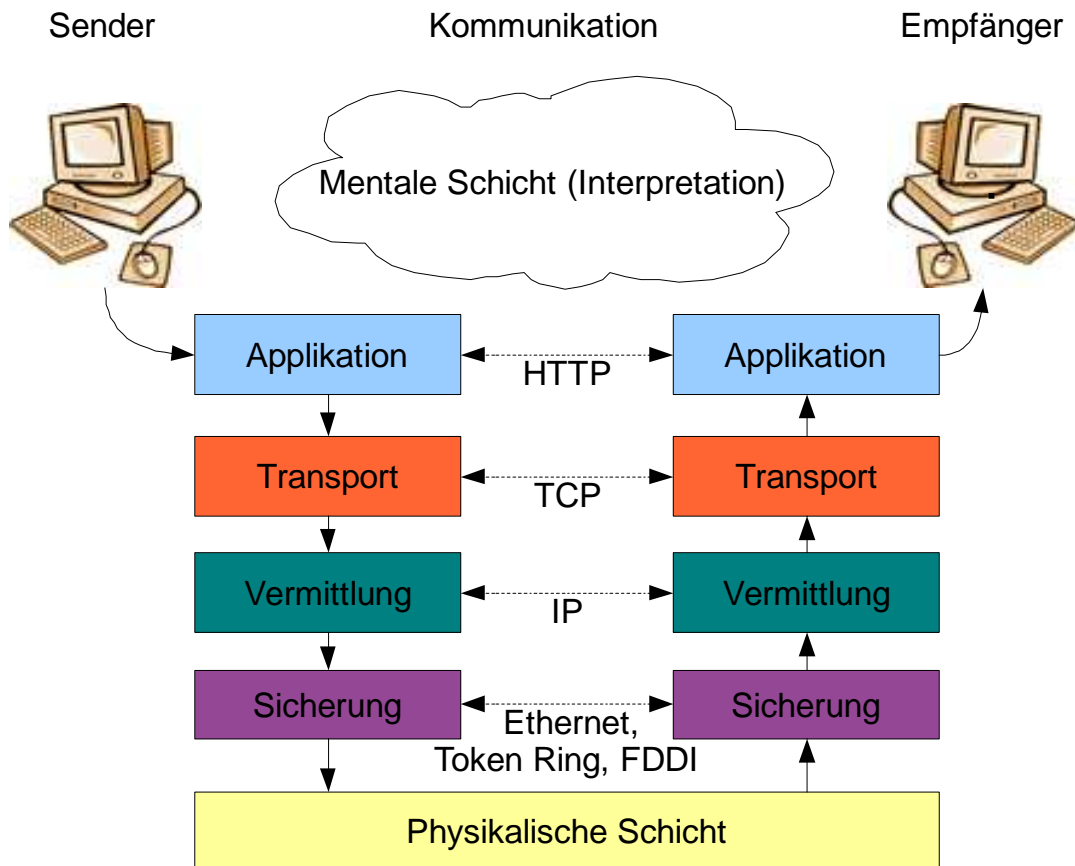 Sender
Kommunikation
Empfänger
Mentale Schicht (Interpretation)
Applikation
HTTP
Applikation
Transport
TCP
Transport
Vermittlung
IP
Vermittlung
Sicherung
Ethernet,
Token Ring, FDDI
Sicherung
Physikalische Schicht